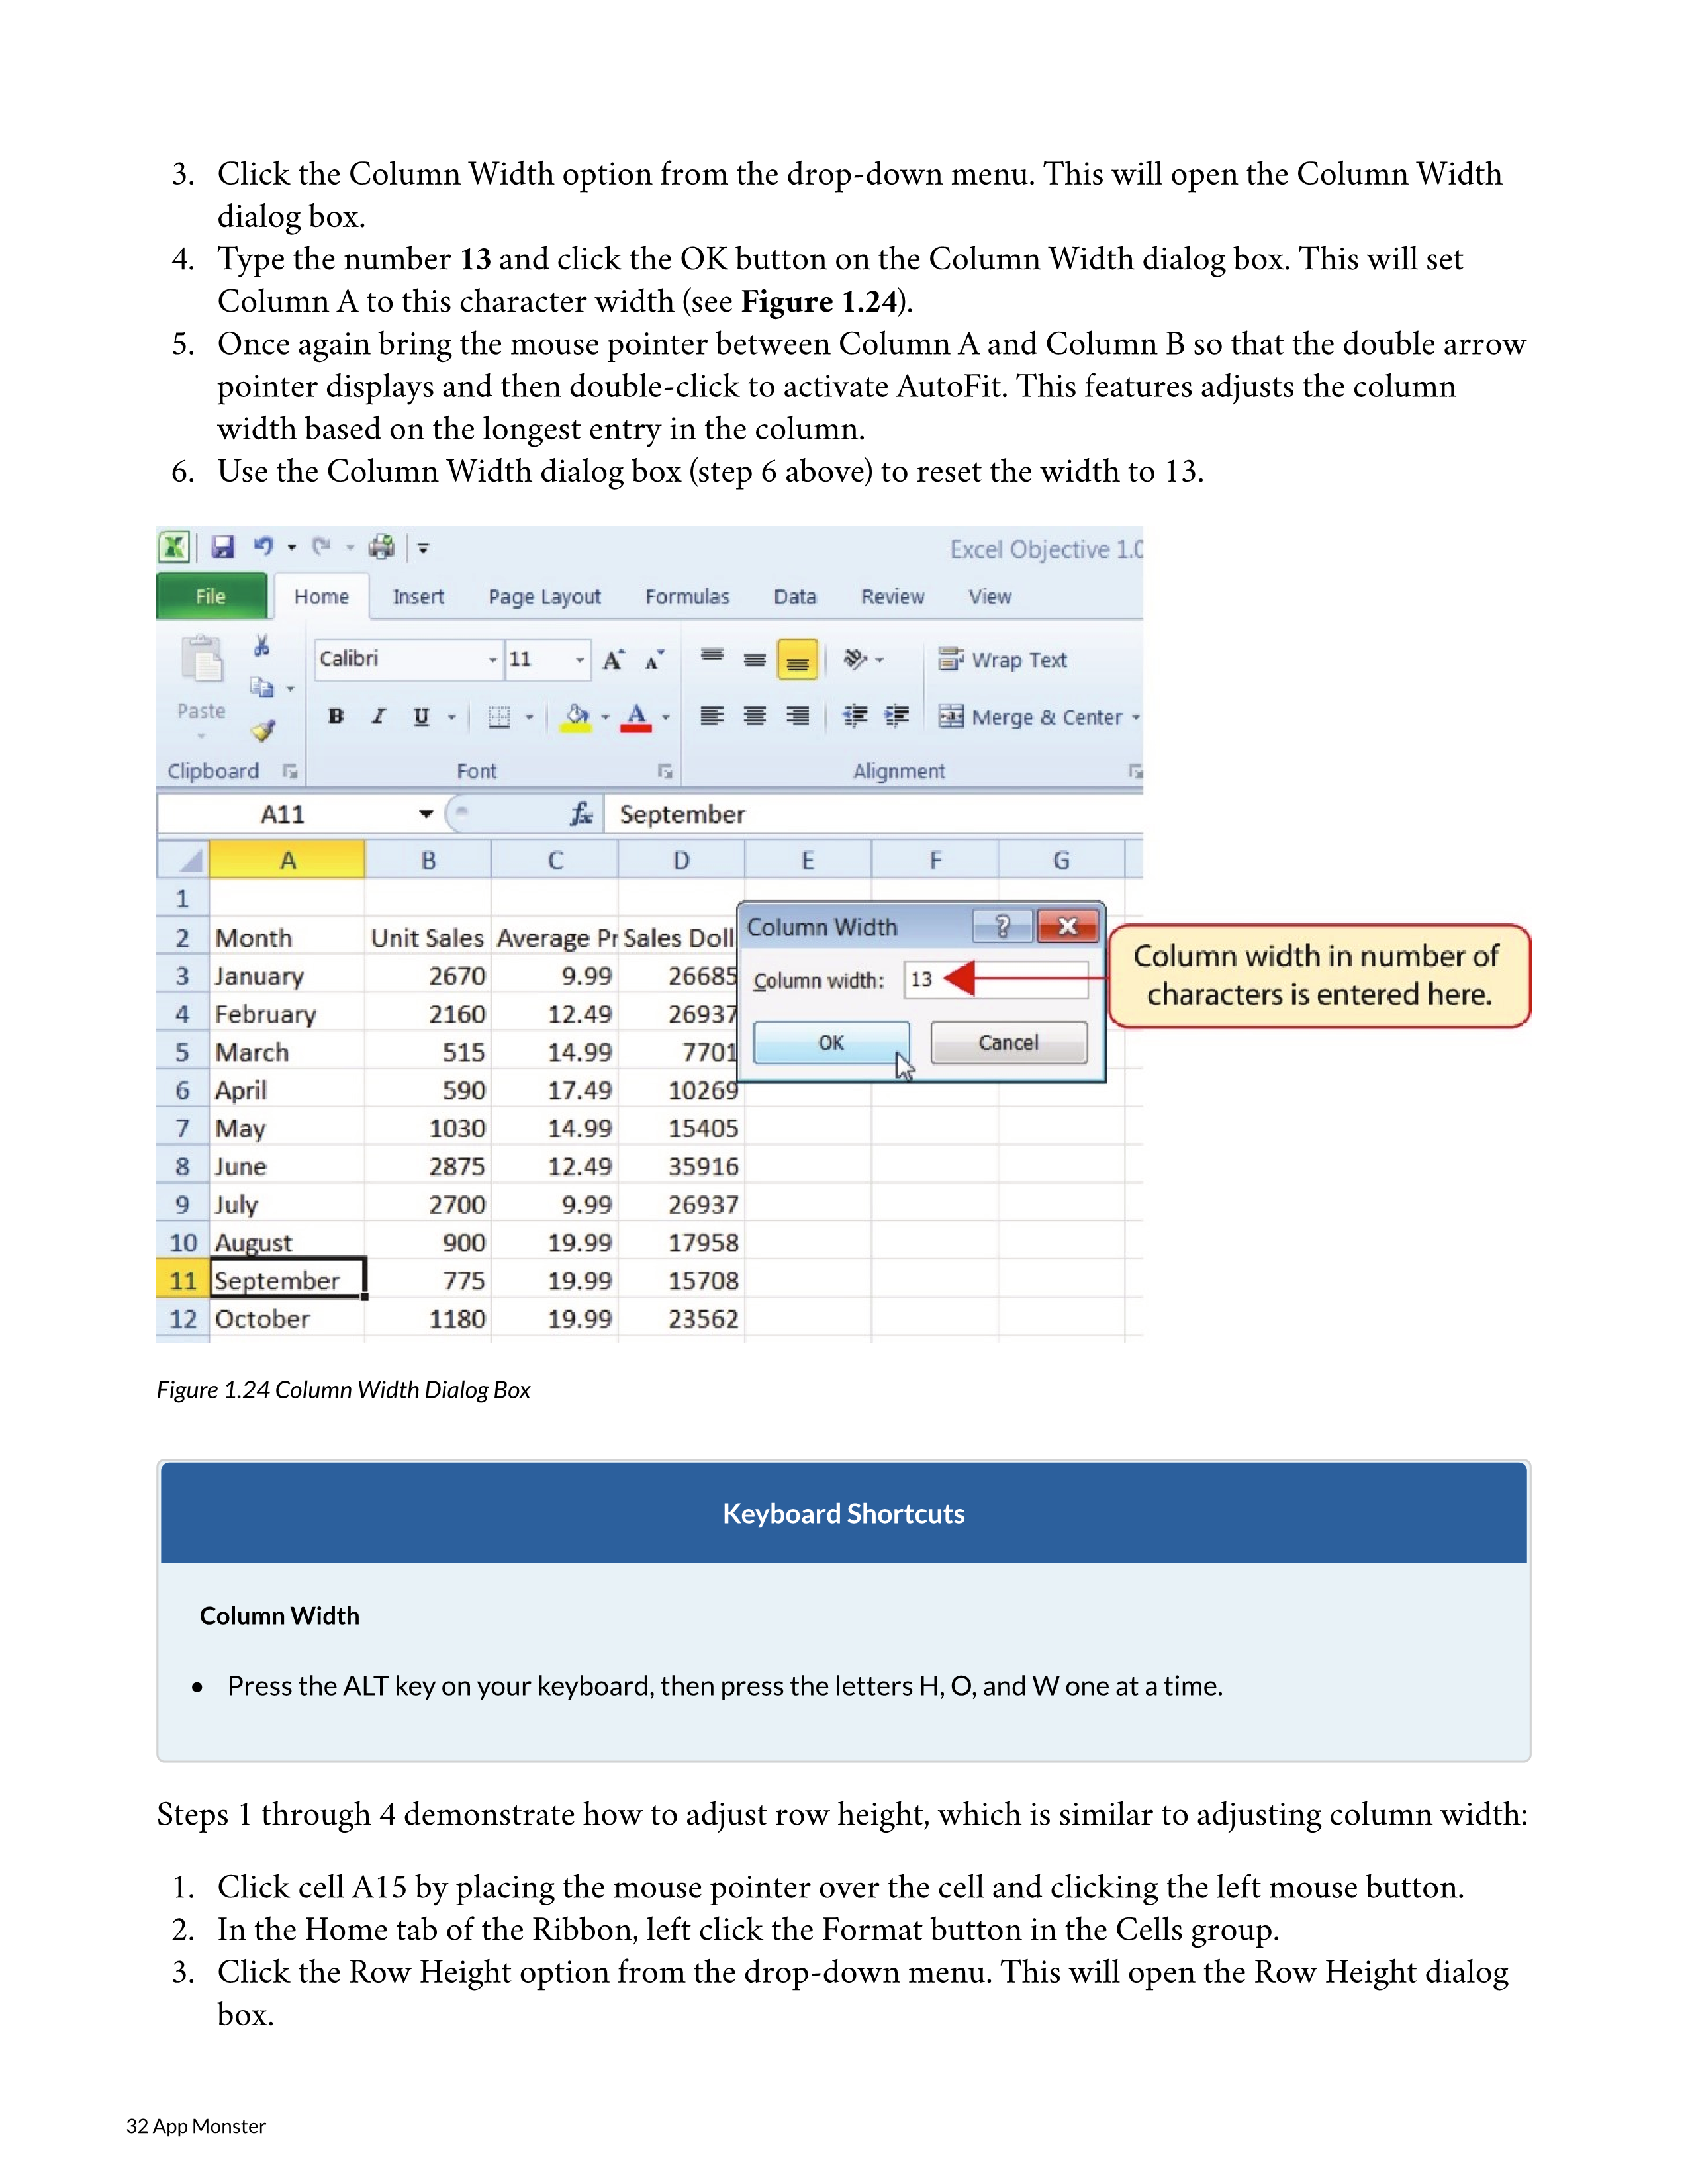 3. Click the Column Width option from the drop-down menu. This will open the Column Width
dialog box.
4. Type the number 13 and click the OK button on the Column Width dialog box. This will set
Column A to this character width (see Figure 1.24).
5. Once again bring the mouse pointer between Column A and Column B so that the double arrow
pointer displays and then double-click to activate AutoFit. This features adjusts the column
width based on the longest entry in the column.
6. Use the Column Width dialog box (step 6 above) to reset the width to 13.
Excel Objective 1.0
File Home Insert Page Layout Formulas Data Review View
Calibri 11 A A Wrap Text
Paste B I U A Merge & Center
Clipboard Font Alignment
A11 fx September
A B C D E F G
1
2 Month Unit Sales Average Pr Sales Doll
3 January 2670 9.99 26685
4 February 2160 12.49 26937
5 March 515 14.99 7701
6 April 590 17.49 10269
7 May 1030 14.99 15405
8 June 2875 12.49 35916
9 July 2700 9.99 26937
10 August 900 19.99 17958
11 September 775 19.99 15708
12 October 1180 19.99 23562
Column Width ?
Column width: 13
OK Cancel
Column width in number of
characters is entered here.
Figure 1.24 Column Width Dialog Box
Keyboard Shortcuts
Column Width
• Press the ALT key on your keyboard, then press the letters H, O, and W one at a time.
Steps 1 through 4 demonstrate how to adjust row height, which is similar to adjusting column width:
1. Click cell A15 by placing the mouse pointer over the cell and clicking the left mouse button.
2. In the Home tab of the Ribbon, left click the Format button in the Cells group.
3. Click the Row Height option from the drop-down menu. This will open the Row Height dialog
box.
32 App Monster